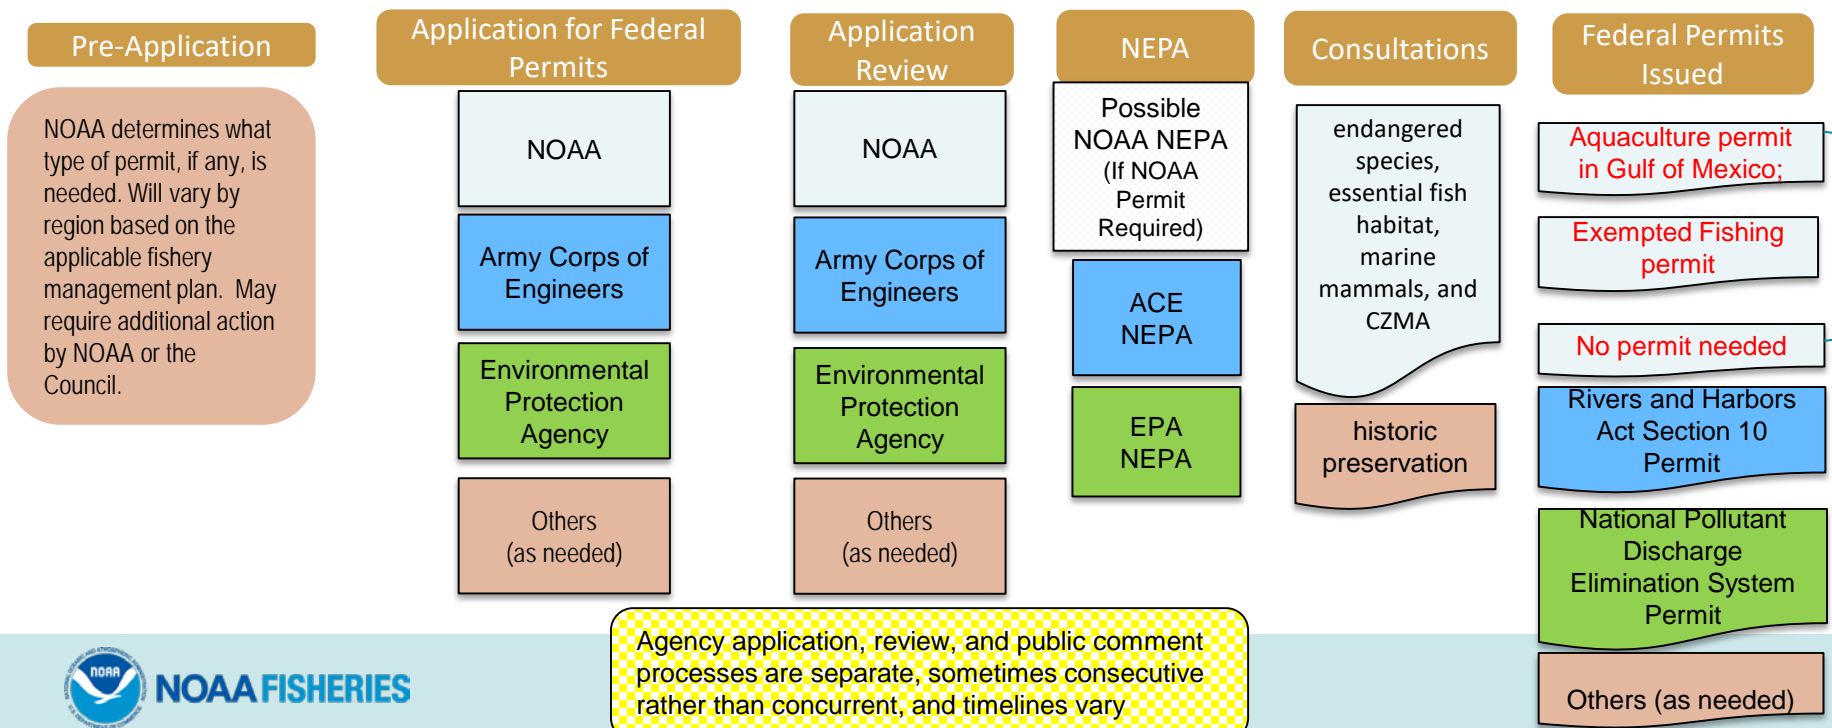 Pre-Application
NOAA determines what
type of permit, if any, is
needed. Will vary by
region based on the
applicable fishery
management plan. May
require additional action
by NOAA or the
Council.
Application for Federal
Permits
NOAA
Army Corps of
Engineers
Environmental
Protection
Agency
Others
(as needed)
Application
Review
NOAA
Army Corps of
Engineers
Environmental
Protection
Agency
Others
(as needed)
NEPA
Possible
NOAA NEPA
(If NOAA
Permit
Required)
ACE
NEPA
EPA
NEPA
Consultations
endangered
species,
essential fish
habitat,
marine
mammals, and
CZMA
historic
preservation
Federal Permits
Issued
Aquaculture permit
in Gulf of Mexico;
Exempted Fishing
permit
No permit needed
Rivers and Harbors
Act Section 10
Permit
National Pollutant
Discharge
Elimination System
Permit
Others (as needed)
Agency application, review, and public comment
processes are separate, sometimes consecutive
rather than concurrent, and timelines vary
NOAA
NOAA FISHERIES